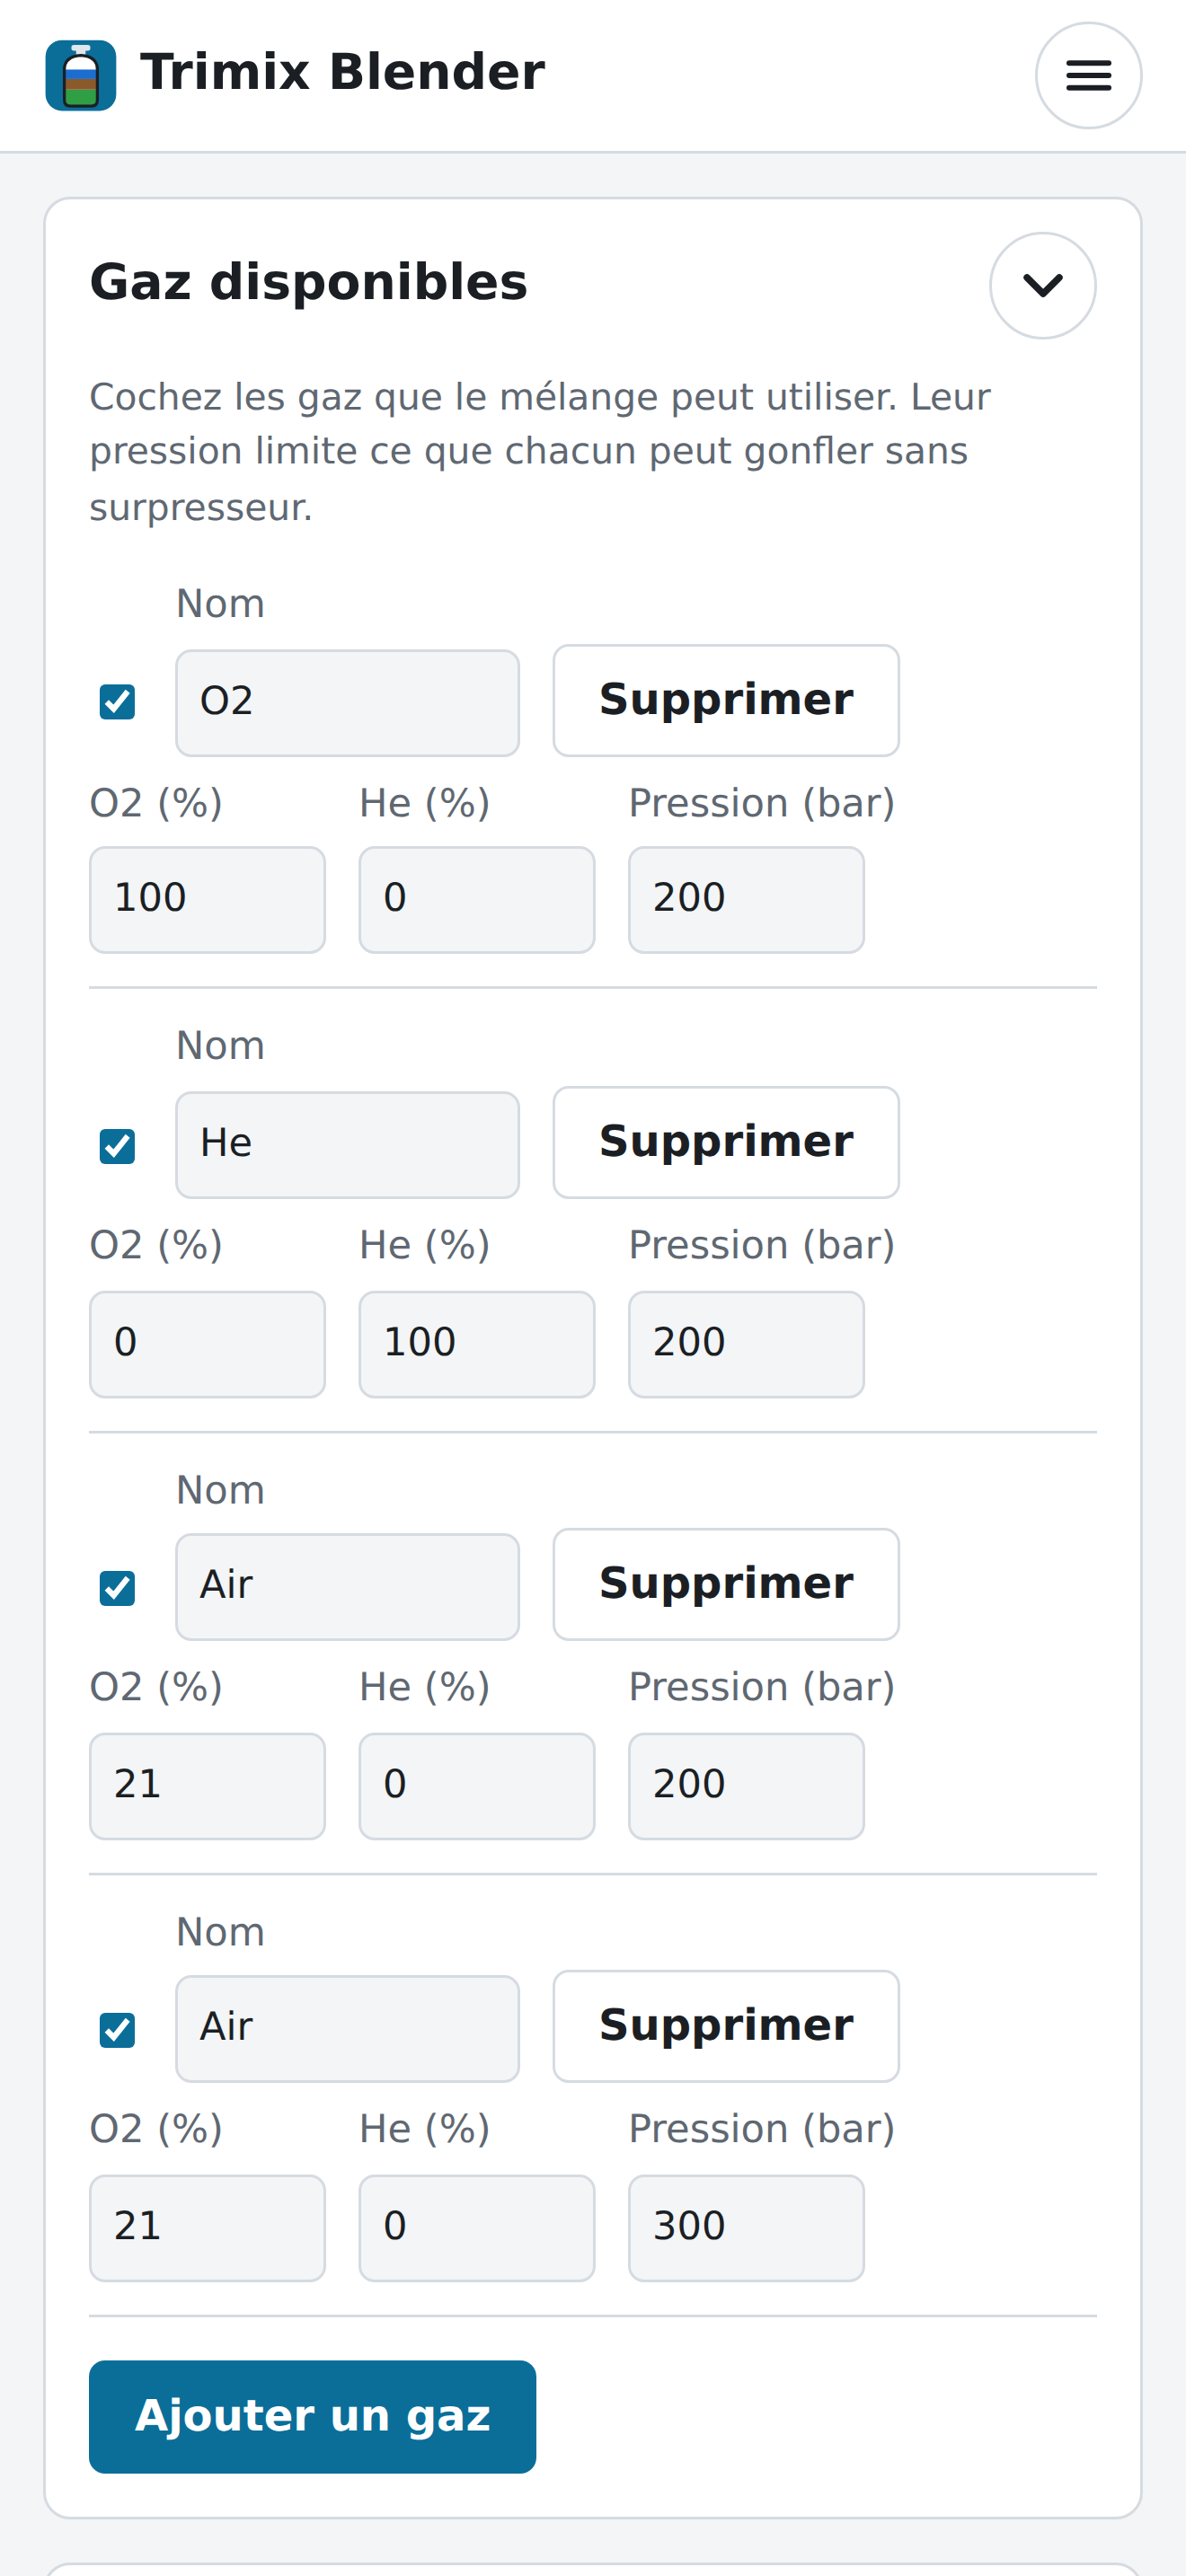 Trimix Blender
Gaz disponibles
Cochez les gaz que le mélange peut utiliser. Leur
pression limite ce que chacun peut gonfler sans
surpresseur.
Nom
O2
Supprimer
O2 (%) He (%) Pression (bar)
100 0 200
Nom
He
Supprimer
O2 (%) He (%) Pression (bar)
0 100 200
Nom
Air
Supprimer
O2 (%) He (%) Pression (bar)
21 0 200
Nom
Air
Supprimer
O2 (%) He (%) Pression (bar)
21 0 300
Ajouter un gaz